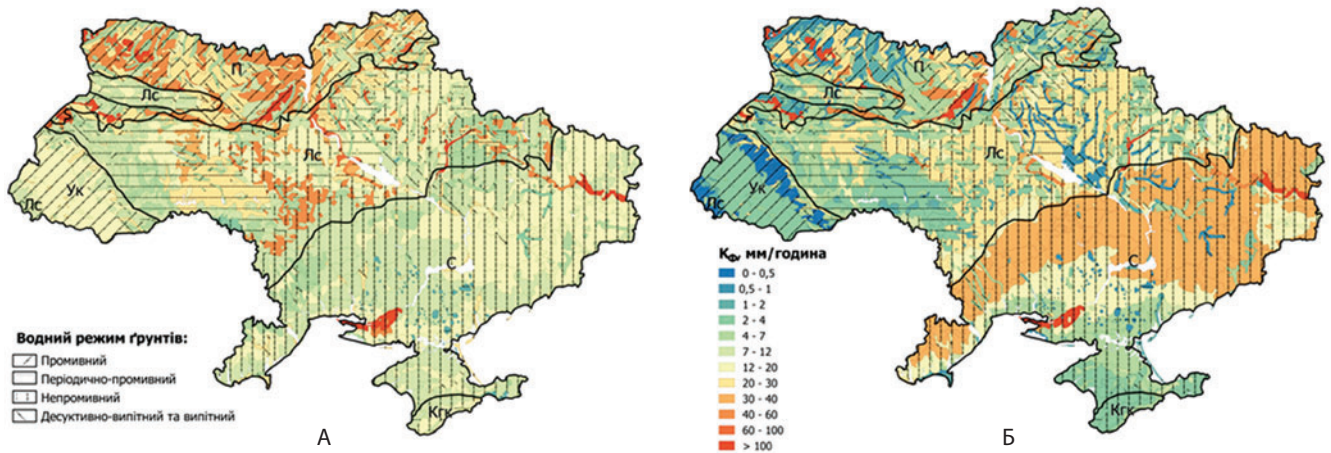 П
Лс
Лс
Ук
Лс
С
Кгк
Водний режим ґрунтів:
Промивний
Періодично-промивний
Непромивний
Десуктивно-випітний та випітний
А
П
Лс
Лс
Ук
Лс
С
Кгк
Кф, мм/година
0 - 0,5
0,5 - 1
1 - 2
2 - 4
4 - 7
7 - 12
12 - 20
20 - 30
30 - 40
40 - 60
60 - 100
> 100
Б